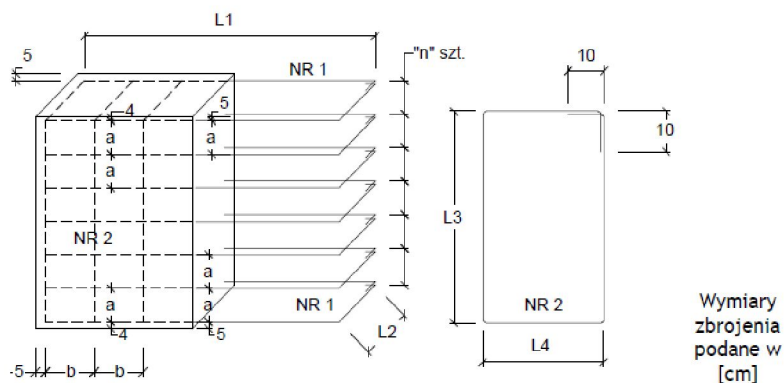 L1
5
NR 1
"n" szt.
10
4
5
a
a
a
10
L3
NR 2
a
a
a
NR 1
NR 2
4
5
L2
-5
b
b
L4
Wymiary
zbrojenia
podane w
[cm]